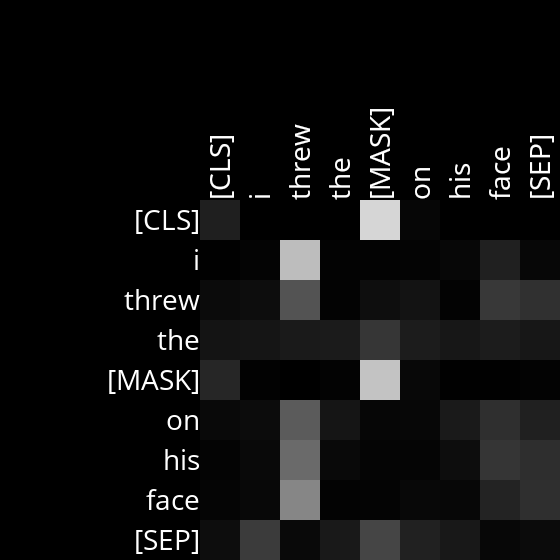 [CLS] i threw the [MASK] on his face [SEP]
[CLS]
i
threw
the
[MASK]
on
his
face
[SEP]